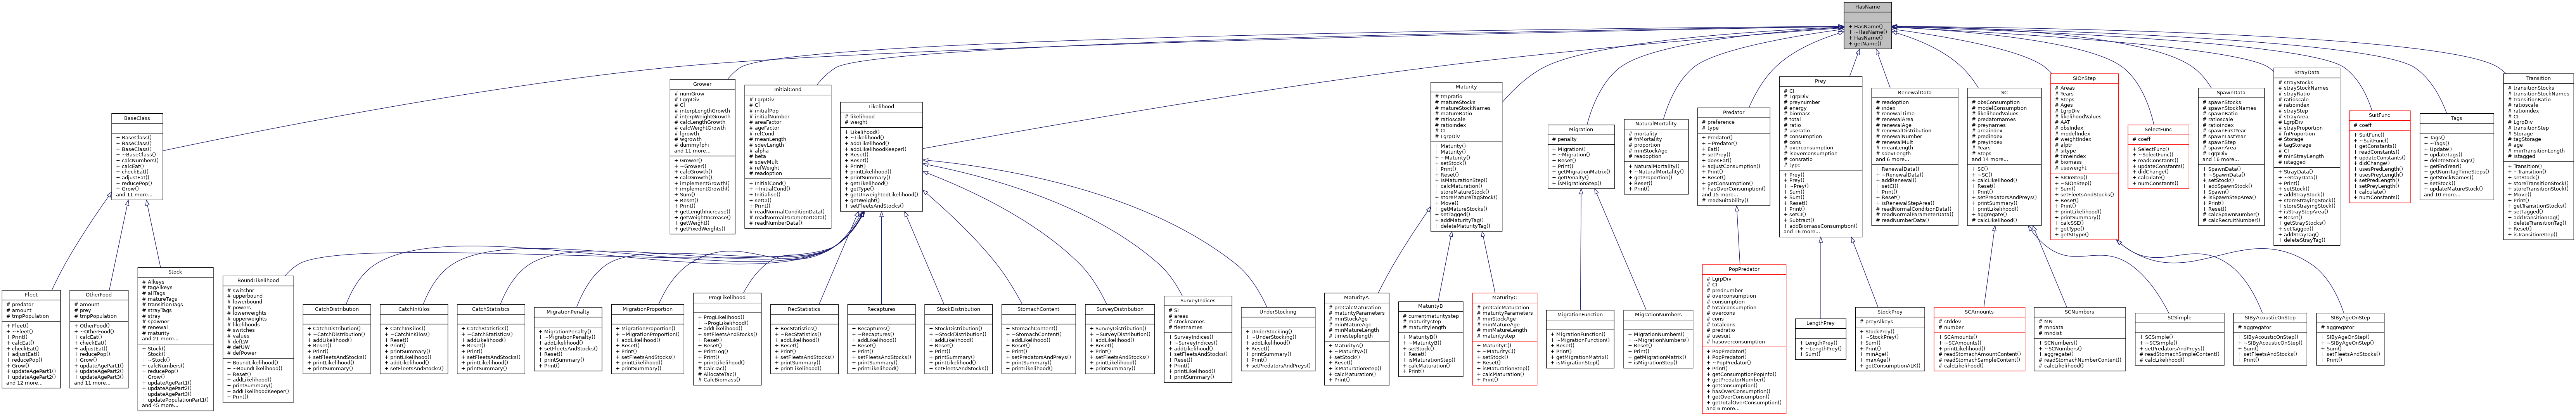 HasName
+ HasName()
+ ~HasName()
+ HasName()
+ getName()
BaseClass
+ BaseClass()
+ BaseClass()
+ BaseClass()
+ ~BaseClass()
+ calcNumbers()
+ calcEat()
+ checkEat()
+ adjustEat()
+ reducePop()
+ Grow()
and 11 more...
Grower
# numGrow
# LgrpDiv
# CI
# interpLengthGrowth
# interpWeightGrowth
# calcLengthGrowth
# calcWeightGrowth
# lgrowth
# wgrowth
# dummyfphi
and 11 more...
+ Grower()
+ ~Grower()
+ calcGrowth()
+ calcGrowth()
+ implementGrowth()
+ implementGrowth()
+ Sum()
+ Reset()
+ Print()
+ getLengthIncrease()
+ getWeightIncrease()
+ getWeight()
+ getFixedWeights()
InitialCond
# LgrpDiv
# CI
# initialPop
# initialNumber
# areaFactor
# ageFactor
# relCond
# sdevLength
# alpha
# beta
# sdevMult
# refWeight
# readoption
+ InitialCond()
+ ~InitialCond()
+ Initialise()
+ setCI()
+ Print()
# readNormalConditionData()
# readNormalParameterData()
# readNumberData()
Likelihood
# likelihood
# weight
+ Likelihood()
+ ~Likelihood()
+ addLikelihood()
+ addLikelihoodKeeper()
+ Reset()
+ Reset()
+ Print()
+ printLikelihood()
+ printSummary()
+ getLikelihood()
+ getType()
+ getUnweightedLikelihood()
+ getWeight()
+ setFleetsAndStocks()
Maturity
# tmpratio
# matureStocks
# matureStockNames
# matureRatio
# ratioscale
# ratioindex
# CI
# LgrpDiv
+ Maturity()
+ Maturity()
+ ~Maturity()
+ setStock()
+ Print()
+ Reset()
+ isMaturationStep()
+ calcMaturation()
+ storeMatureStock()
+ storeMatureTagStock()
+ Move()
+ getMatureStocks()
+ setTagged()
+ addMaturityTag()
+ deleteMaturityTag()
Migration
# penalty
+ Migration()
+ ~Migration()
+ Reset()
+ Print()
+ getMigrationMatrix()
+ getPenalty()
+ isMigrationStep()
NaturalMortality
# mortality
# fnMortality
# proportion
# minStockAge
# readoption
+ NaturalMortality()
+ ~NaturalMortality()
+ getProportion()
+ Reset()
+ Print()
Predator
# preference
# type
+ Predator()
+ ~Predator()
+ Eat()
+ setPrey()
+ doesEat()
+ adjustConsumption()
+ Print()
+ Reset()
+ getConsumption()
+ hasOverConsumption()
and 15 more...
# readSuitability()
Prey
# CI
# LgrpDiv
# preynumber
# energy
# biomass
# total
# ratio
# useratio
# consumption
# cons
# overconsumption
# isoverconsumption
# consratio
# type
+ Prey()
+ Prey()
+ ~Prey()
+ Sum()
+ Sum()
+ Reset()
+ Print()
+ setCI()
+ Subtract()
+ addBiomassConsumption()
and 16 more...
RenewalData
# readoption
# index
# renewalTime
# renewalArea
# renewalAge
# renewalDistribution
# renewalNumber
# renewalMult
# meanLength
# sdevLength
and 6 more...
+ RenewalData()
+ ~RenewalData()
+ addRenewal()
+ setCI()
+ Print()
+ Reset()
+ isRenewalStepArea()
# readNormalConditionData()
# readNormalParameterData()
# readNumberData()
SC
# obsConsumption
# modelConsumption
# likelihoodValues
# predatornames
# preynames
# areaindex
# predindex
# preyindex
# Years
# Steps
and 14 more...
+ SC()
+ ~SC()
+ calcLikelihood()
+ Reset()
+ Print()
+ setPredatorsAndPreys()
+ printSummary()
+ printLikelihood()
+ aggregate()
# calcLikelihood()
SIOnStep
# Areas
# Years
# Steps
# Ages
# LgrpDiv
# likelihoodValues
# AAT
# obsIndex
# modelIndex
# weightIndex
# alptr
# sitype
# timeindex
# biomass
# useweight
+ SIOnStep()
+ ~SIOnStep()
+ Sum()
+ setFleetsAndStocks()
+ Reset()
+ Print()
+ printLikelihood()
+ printSummary()
# calcSSE()
# getType()
# getSIType()
SelectFunc
# coeff
+ SelectFunc()
+ ~SelectFunc()
+ readConstants()
+ updateConstants()
+ didChange()
+ calculate()
+ numConstants()
SpawnData
# spawnStocks
# spawnStockNames
# spawnRatio
# ratioscale
# ratioindex
# spawnFirstYear
# spawnLastYear
# spawnStep
# spawnArea
# LgrpDiv
and 16 more...
+ SpawnData()
+ ~SpawnData()
+ setStock()
+ addSpawnStock()
+ Spawn()
+ isSpawnStepArea()
+ Print()
+ Reset()
# calcSpawnNumber()
# calcRecruitNumber()
StrayData
# strayStocks
# strayStockNames
# strayRatio
# ratioscale
# ratioindex
# strayStep
# strayArea
# LgrpDiv
# strayProportion
# fnProportion
# Storage
# tagStorage
# CI
# minStrayLength
# istagged
+ StrayData()
+ ~StrayData()
+ Print()
+ setStock()
+ addStrayStock()
+ storeStrayingStock()
+ storeStrayingStock()
+ isStrayStepArea()
+ Reset()
+ getStrayStocks()
+ setTagged()
+ addStrayTag()
+ deleteStrayTag()
SuitFunc
# coeff
+ SuitFunc()
+ ~SuitFunc()
+ getConstants()
+ readConstants()
+ updateConstants()
+ didChange()
+ usesPredLength()
+ usesPreyLength()
+ setPredLength()
+ setPreyLength()
+ calculate()
+ numConstants()
Tags
+ Tags()
+ ~Tags()
+ Update()
+ updateTags()
+ deleteStockTags()
+ getEndYear()
+ getNumTagTimeSteps()
+ getStockNames()
+ setStock()
+ updateMatureStock()
and 10 more...
Transition
# transitionStocks
# transitionStockNames
# transitionRatio
# ratioscale
# ratioindex
# CI
# LgrpDiv
# transitionStep
# Storage
# tagStorage
# age
# minTransitionLength
# istagged
+ Transition()
+ ~Transition()
+ setStock()
+ storeTransitionStock()
+ storeTransitionStock()
+ Move()
+ Print()
+ getTransitionStocks()
+ setTagged()
+ addTransitionTag()
+ deleteTransitionTag()
+ Reset()
+ isTransitionStep()
Fleet
# predator
# amount
# tmpPopulation
+ Fleet()
+ ~Fleet()
+ Print()
+ calcEat()
+ checkEat()
+ adjustEat()
+ reducePop()
+ Grow()
+ updateAgePart1()
+ updateAgePart2()
and 12 more...
OtherFood
# amount
# prey
# tmpPopulation
+ OtherFood()
+ ~OtherFood()
+ calcEat()
+ checkEat()
+ adjustEat()
+ reducePop()
+ Grow()
+ updateAgePart1()
+ updateAgePart2()
+ updateAgePart3()
and 11 more...
Stock
# Alkeys
# tagAlkeys
# allTags
# matureTags
# transitionTags
# strayTags
# stray
# spawner
# renewal
# maturity
and 21 more...
+ Stock()
+ Stock()
+ ~Stock()
+ calcNumbers()
+ reducePop()
+ Grow()
+ updateAgePart1()
+ updateAgePart2()
+ updateAgePart3()
+ updatePopulationPart1()
and 45 more...
BoundLikelihood
# switchnr
# upperbound
# lowerbound
# powers
# lowerweights
# upperweights
# likelihoods
# switches
# values
# defLW
# defUW
# defPower
+ BoundLikelihood()
+ ~BoundLikelihood()
+ Reset()
+ addLikelihood()
+ printSummary()
+ addLikelihoodKeeper()
+ Print()
CatchDistribution
+ CatchDistribution()
+ ~CatchDistribution()
+ addLikelihood()
+ Reset()
+ Print()
+ setFleetsAndStocks()
+ printLikelihood()
+ printSummary()
CatchInKilos
+ CatchInKilos()
+ ~CatchInKilos()
+ Reset()
+ Print()
+ printSummary()
+ printLikelihood()
+ addLikelihood()
+ setFleetsAndStocks()
CatchStatistics
+ CatchStatistics()
+ ~CatchStatistics()
+ addLikelihood()
+ Reset()
+ Print()
+ setFleetsAndStocks()
+ printSummary()
+ printLikelihood()
MigrationPenalty
+ MigrationPenalty()
+ ~MigrationPenalty()
+ addLikelihood()
+ setFleetsAndStocks()
+ Reset()
+ printSummary()
+ Print()
MigrationProportion
+ MigrationProportion()
+ ~MigrationProportion()
+ addLikelihood()
+ Reset()
+ Print()
+ setFleetsAndStocks()
+ printLikelihood()
+ printSummary()
ProgLikelihood
+ ProgLikelihood()
+ ~ProgLikelihood()
+ addLikelihood()
+ setFleetsAndStocks()
+ Reset()
+ Reset()
+ PrintLog()
+ Print()
+ printLikelihood()
# CalcTac()
# AllocateTac()
# CalcBiomass()
RecStatistics
+ RecStatistics()
+ ~RecStatistics()
+ addLikelihood()
+ Reset()
+ Print()
+ setFleetsAndStocks()
+ printSummary()
+ printLikelihood()
Recaptures
+ Recaptures()
+ ~Recaptures()
+ addLikelihood()
+ Reset()
+ Print()
+ setFleetsAndStocks()
+ printSummary()
+ printLikelihood()
StockDistribution
+ StockDistribution()
+ ~StockDistribution()
+ addLikelihood()
+ Reset()
+ Print()
+ printSummary()
+ printLikelihood()
+ setFleetsAndStocks()
StomachContent
+ StomachContent()
+ ~StomachContent()
+ addLikelihood()
+ Reset()
+ Print()
+ setPredatorsAndPreys()
+ printSummary()
+ printLikelihood()
SurveyDistribution
+ SurveyDistribution()
+ ~SurveyDistribution()
+ addLikelihood()
+ Reset()
+ Print()
+ setFleetsAndStocks()
+ printLikelihood()
+ printSummary()
SurveyIndices
# SI
# areas
# stocknames
# fleetnames
+ SurveyIndices()
+ ~SurveyIndices()
+ addLikelihood()
+ setFleetsAndStocks()
+ Reset()
+ Print()
+ printLikelihood()
+ printSummary()
UnderStocking
+ UnderStocking()
+ ~UnderStocking()
+ addLikelihood()
+ Reset()
+ printSummary()
+ Print()
+ setPredatorsAndPreys()
MaturityA
# preCalcMaturation
# maturityParameters
# minStockAge
# minMatureAge
# minMatureLength
# maturitystep
# timesteplength
+ MaturityA()
+ ~MaturityA()
+ setStock()
+ Reset()
+ isMaturationStep()
+ calcMaturation()
+ Print()
MaturityB
# currentmaturitystep
# maturitystep
# maturitylength
+ MaturityB()
+ ~MaturityB()
+ setStock()
+ Reset()
+ isMaturationStep()
+ calcMaturation()
+ Print()
MaturityC
# preCalcMaturation
# maturityParameters
# minStockAge
# minMatureAge
# minMatureLength
# maturitystep
+ MaturityC()
+ ~MaturityC()
+ setStock()
+ Reset()
+ isMaturationStep()
+ calcMaturation()
+ Print()
MigrationFunction
+ MigrationFunction()
+ ~MigrationFunction()
+ Reset()
+ Print()
+ getMigrationMatrix()
+ isMigrationStep()
MigrationNumbers
+ MigrationNumbers()
+ ~MigrationNumbers()
+ Reset()
+ Print()
+ getMigrationMatrix()
+ isMigrationStep()
PopPredator
# LgrpDiv
# CI
# prednumber
# overconsumption
# consumption
# totalconsumption
# overcons
# cons
# totalcons
# predratio
# usesuit
# hasoverconsumption
+ PopPredator()
+ PopPredator()
+ ~PopPredator()
+ Print()
+ getConsumptionPopInfo()
+ getPredatorNumber()
+ getConsumption()
+ hasOverConsumption()
+ getOverConsumption()
+ getTotalOverConsumption()
and 6 more...
LengthPrey
+ LengthPrey()
+ ~LengthPrey()
+ Sum()
StockPrey
# preyAlkeys
+ StockPrey()
+ ~StockPrey()
+ Sum()
+ Print()
+ minAge()
+ maxAge()
+ getConsumptionALK()
SCAmounts
# stddev
# number
+ SCAmounts()
+ ~SCAmounts()
+ printLikelihood()
# readStomachAmountContent()
# readStomachSampleContent()
# calcLikelihood()
SCNumbers
# MN
# mndata
# mndist
+ SCNumbers()
+ ~SCNumbers()
+ aggregate()
# readStomachNumberContent()
# calcLikelihood()
SCSimple
+ SCSimple()
+ ~SCSimple()
+ setPredatorsAndPreys()
# readStomachSimpleContent()
# calcLikelihood()
SIByAcousticOnStep
# aggregator
+ SIByAcousticOnStep()
+ ~SIByAcousticOnStep()
+ Sum()
+ setFleetsAndStocks()
+ Print()
SIByAgeOnStep
# aggregator
+ SIByAgeOnStep()
+ ~SIByAgeOnStep()
+ Sum()
+ setFleetsAndStocks()
+ Print()